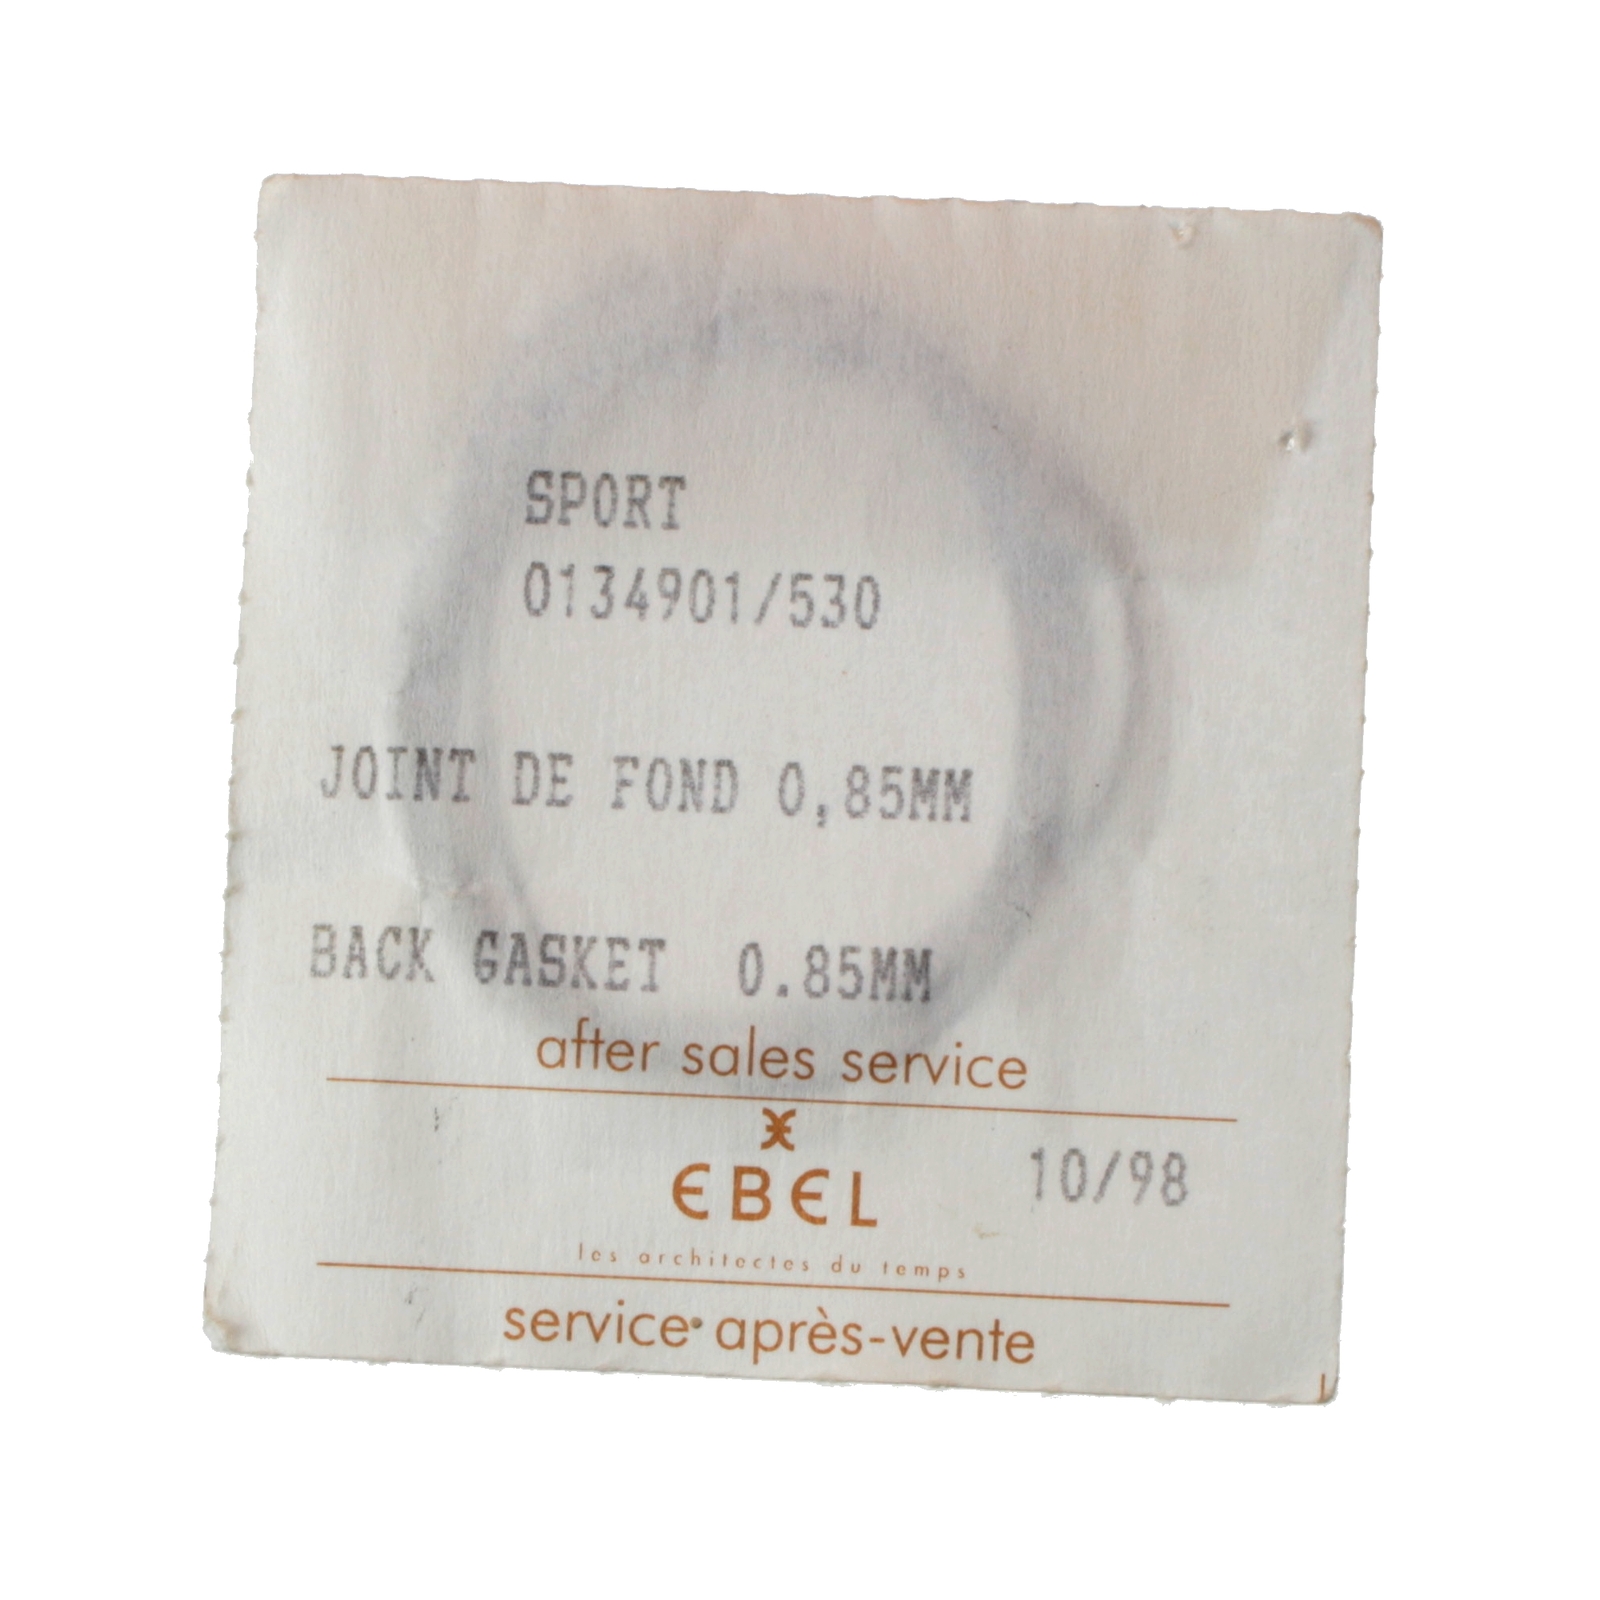 SPORT
0134901/530
JOINT DE FOND 0,85MM
BACK GASKET 0.85MM
after sales service
EBEL
10/98
les architectes du temps
service après-vente